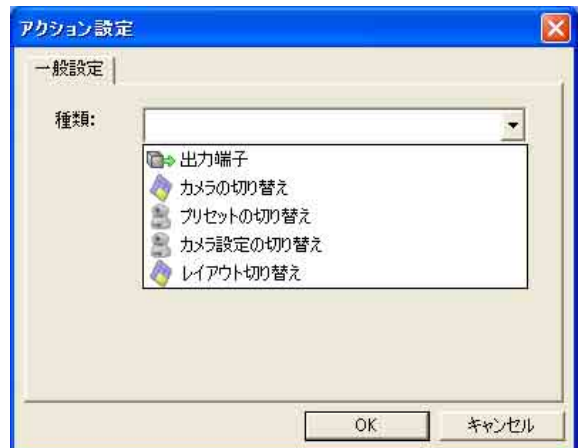 アクション設定
一般設定
種類:
出力端子
カメラの切り替え
プリセットの切り替え
カメラ設定の切り替え
レイアウト切り替え
OK キャンセル